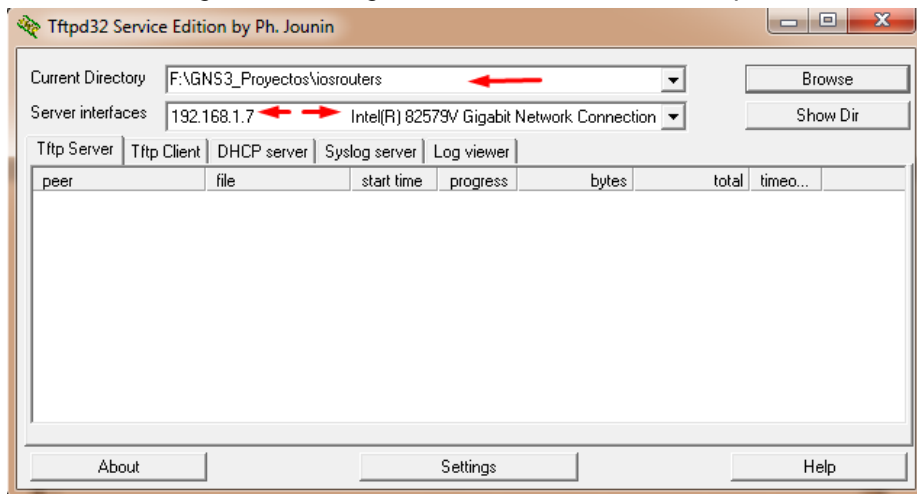 Tftpd32 Service Edition by Ph. Jounin
Current Directory F:\GNS3_Proyectos\iosrouters Browse
Server interfaces 192.168.1.7 Intel(R) 82579V Gigabit Network Connection Show Dir
Tftp Server Tftp Client DHCP server Syslog server Log viewer
peer file start time progress bytes total timeo...
About Settings Help